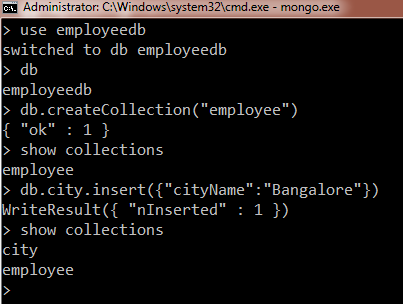 Administrator: C:\Windows\system32\cmd.exe - mongo.exe
> use employeedb
switched to db employeedb
> db
employeedb
> db.createCollection("employee")
{ "ok" : 1 }
> show collections
employee
> db.city.insert({"cityName":"Bangalore"})
WriteResult({ "nInserted" : 1 })
> show collections
city
employee
>